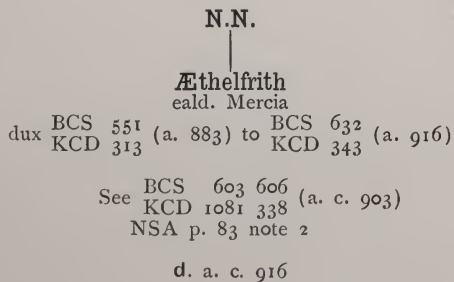 N.N.
Æthelfrith
eald. Mercia
dux BCS 551 KCD 313 (a. 883) to BCS 632 KCD 343 (a. 916)
See BCS 603 606 KCD 1081 338 (a. c. 903)
NSA p. 83 note 2
d. a. c. 916